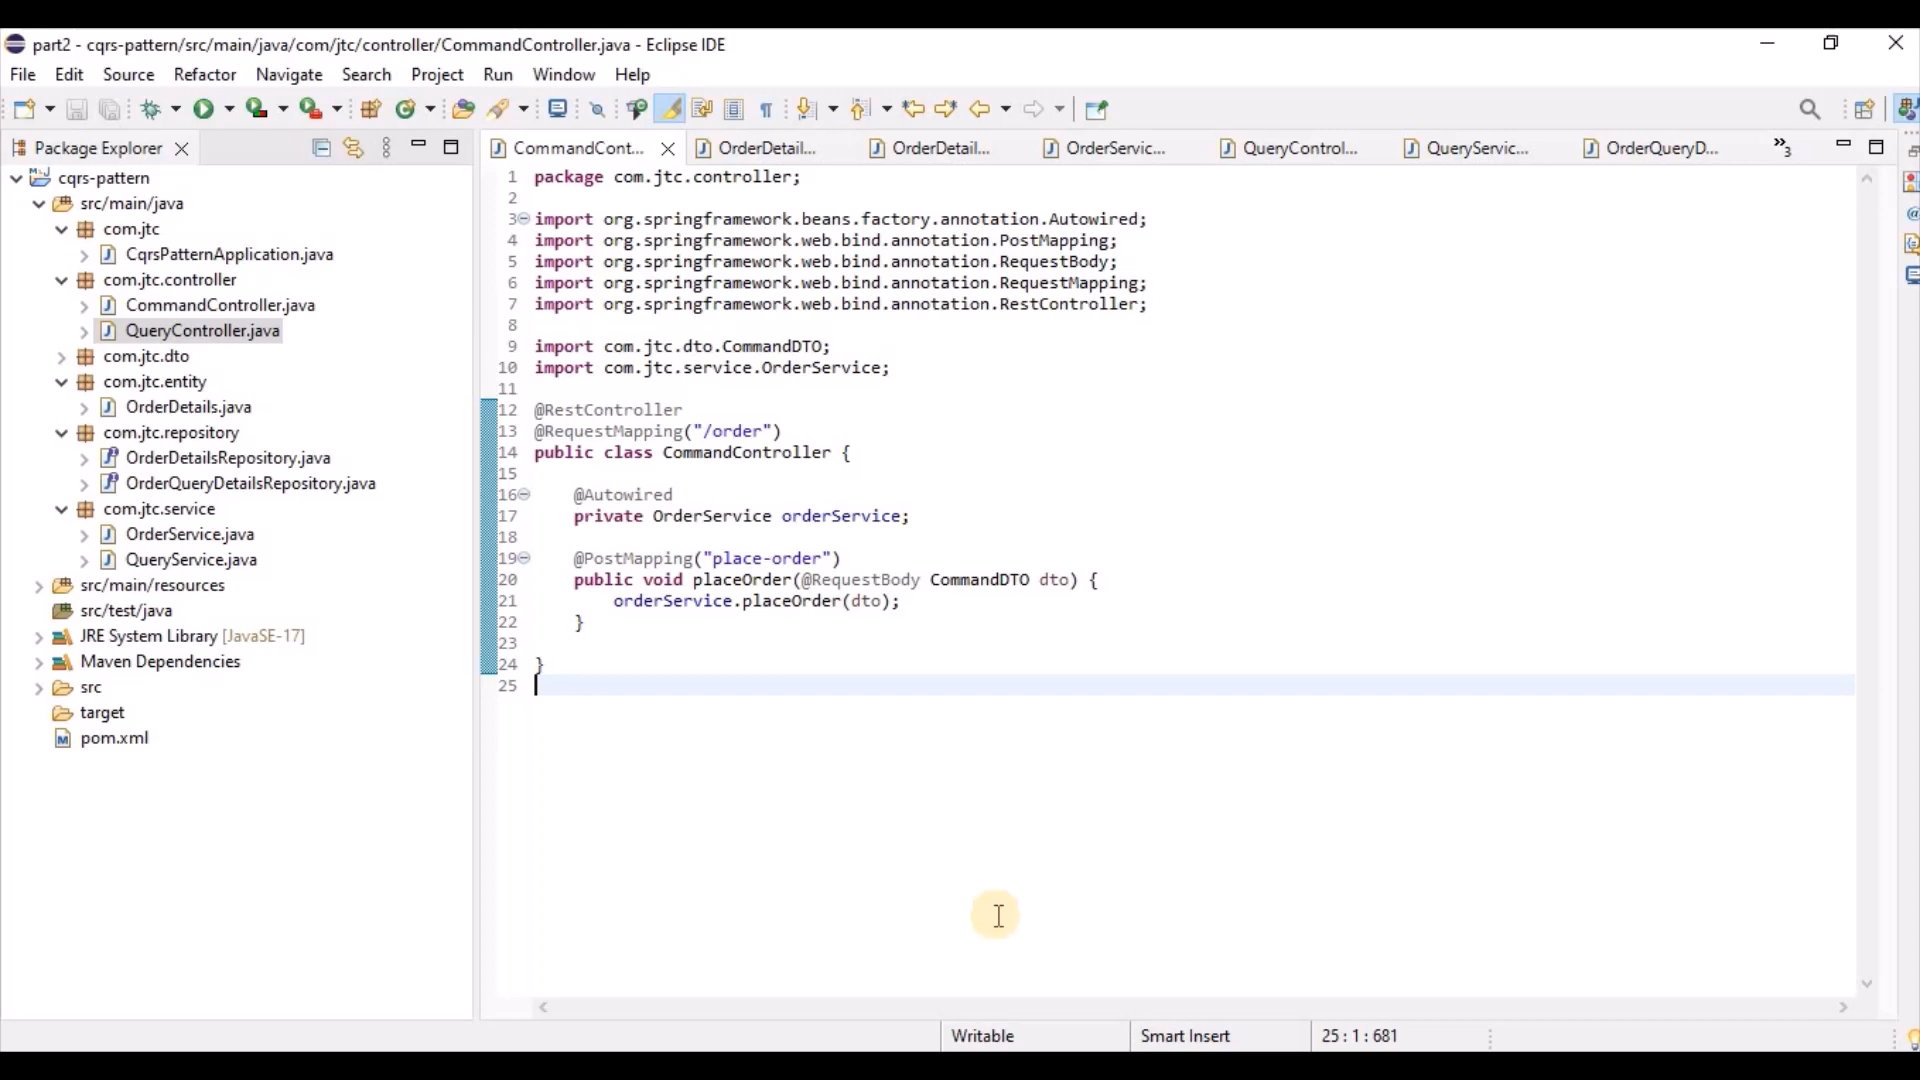 part2 - cqrs-pattern/src/main/java/com/jtc/controller/CommandController.java - Eclipse IDE
File Edit Source Refactor Navigate Search Project Run Window Help
Package Explorer
CommandCont... OrderDetail... OrderDetail... OrderServic... QueryControl... QueryServic... OrderQueryD... »3
cqrs-pattern
src/main/java
com.jtc
CqrsPatternApplication.java
com.jtc.controller
CommandController.java
QueryController.java
com.jtc.dto
com.jtc.entity
OrderDetails.java
com.jtc.repository
OrderDetailsRepository.java
OrderQueryDetailsRepository.java
com.jtc.service
OrderService.java
QueryService.java
src/main/resources
src/test/java
JRE System Library [JavaSE-17]
Maven Dependencies
src
target
pom.xml
1 package com.jtc.controller;
2
3 import org.springframework.beans.factory.annotation.Autowired;
4 import org.springframework.web.bind.annotation.PostMapping;
5 import org.springframework.web.bind.annotation.RequestBody;
6 import org.springframework.web.bind.annotation.RequestMapping;
7 import org.springframework.web.bind.annotation.RestController;
8
9 import com.jtc.dto.CommandDTO;
10 import com.jtc.service.OrderService;
11
12 @RestController
13 @RequestMapping("/order")
14 public class CommandController {
15
16 @Autowired
17 private OrderService orderService;
18
19 @PostMapping("place-order")
20 public void placeOrder(@RequestBody CommandDTO dto) {
21 orderService.placeOrder(dto);
22 }
23
24 }
25
Writable Smart Insert 25 : 1 : 681